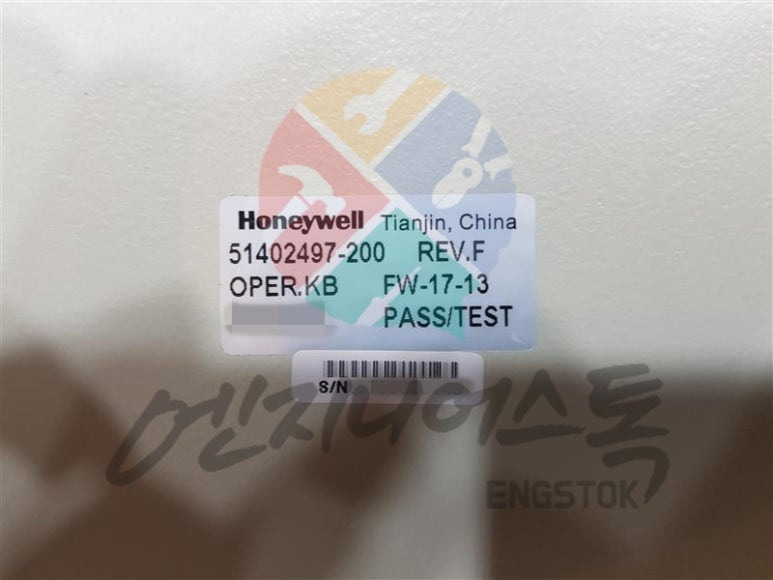 Honeywell Tianjin, China
51402497-200 REV.F
OPER.KB FW-17-13
PASS/TEST
S/N
엔지니어스톡
ENGSTOK